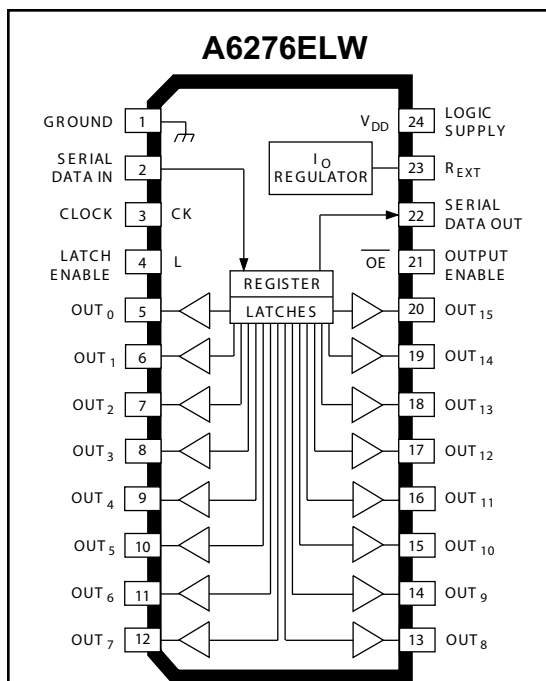 A6276ELW
GROUND 1
SERIAL DATA IN 2
CLOCK 3 CK
LATCH ENABLE 4 L
OUT0 5
OUT1 6
OUT2 7
OUT3 8
OUT4 9
OUT5 10
OUT6 11
OUT7 12
IO REGULATOR
REGISTER
LATCHES
VDD 24 LOGIC SUPPLY
23 REXT
22 SERIAL DATA OUT
OE 21 OUTPUT ENABLE
20 OUT15
19 OUT14
18 OUT13
17 OUT12
16 OUT11
15 OUT10
14 OUT9
13 OUT8